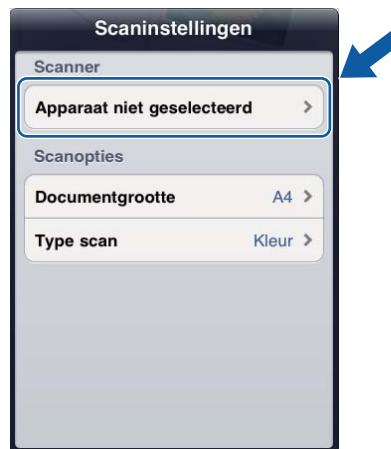 Scaninstellingen
Scanner
Apparaat niet geselecteerd
Scanopties
Documentgrootte A4
Type scan Kleur